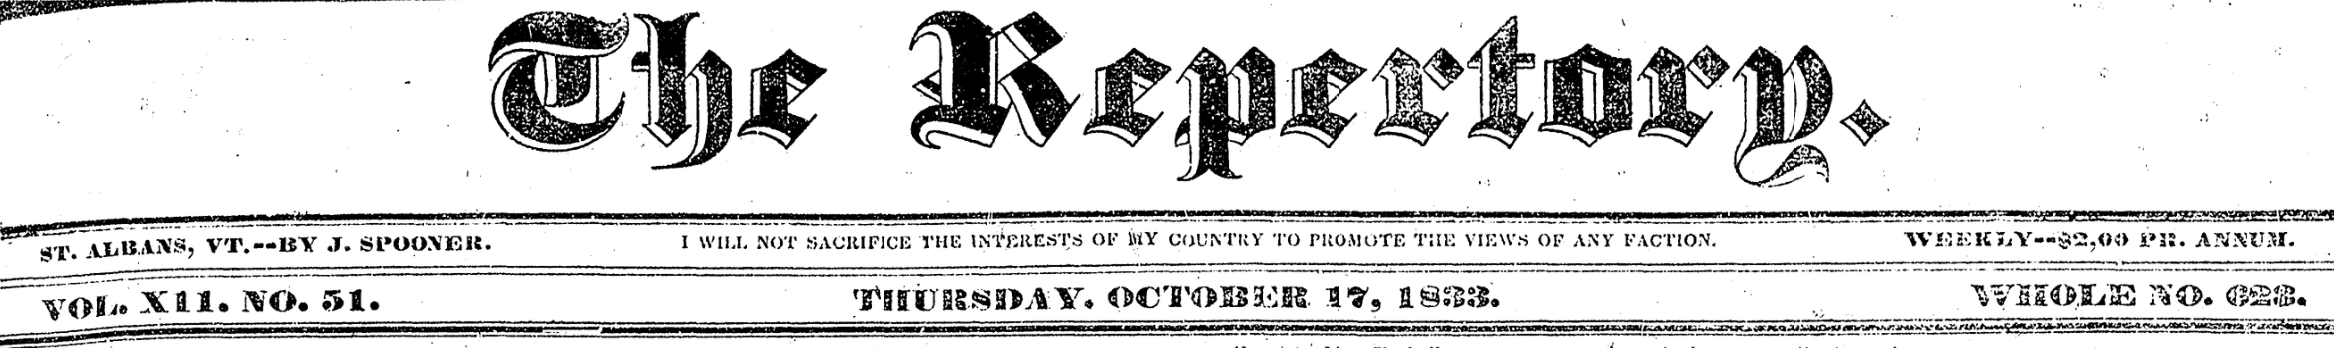 The Repertory.
ST. ALBANS, VT.--BY J. SPOONER. I WILL NOT SACRIFICE THE INTERESTS OF MY COUNTRY TO PROMOTE THE VIEWS OF ANY FACTION. WEEKLY--$2,00 PR. ANNUM.
VOL. XII. NO. 51. THURSDAY, OCTOBER 17, 1833. WHOLE NO. 623.